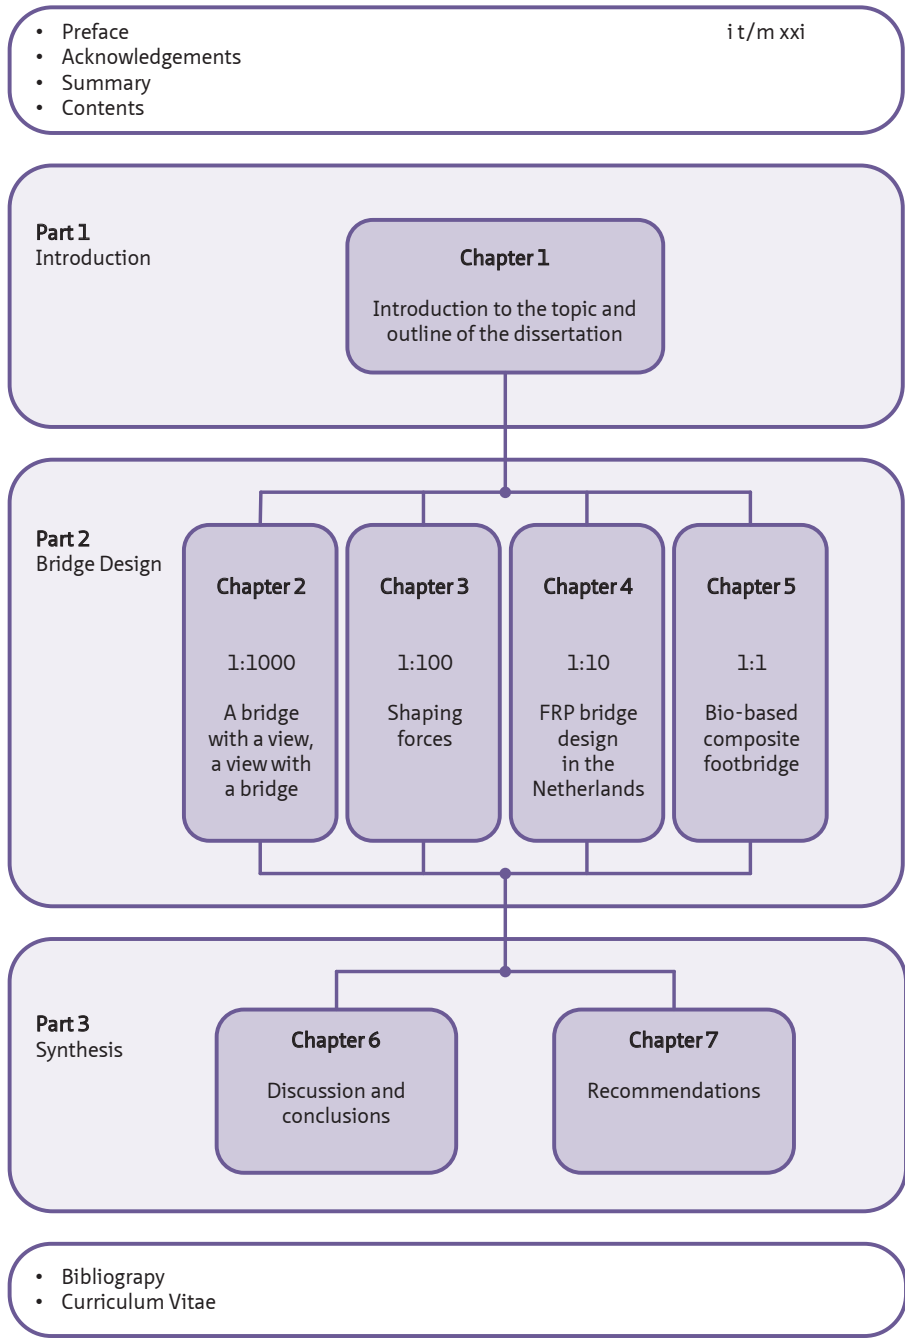 • Preface i t/m xxi
• Acknowledgements
• Summary
• Contents
Part 1
Introduction
Chapter 1
Introduction to the topic and
outline of the dissertation
Part 2
Bridge Design
Chapter 2
1:1000
A bridge
with a view,
a view with
a bridge
Chapter 3
1:100
Shaping
forces
Chapter 4
1:10
FRP bridge
design
in the
Netherlands
Chapter 5
1:1
Bio-based
composite
footbridge
Part 3
Synthesis
Chapter 6
Discussion and
conclusions
Chapter 7
Recommendations
• Bibliograpy
• Curriculum Vitae